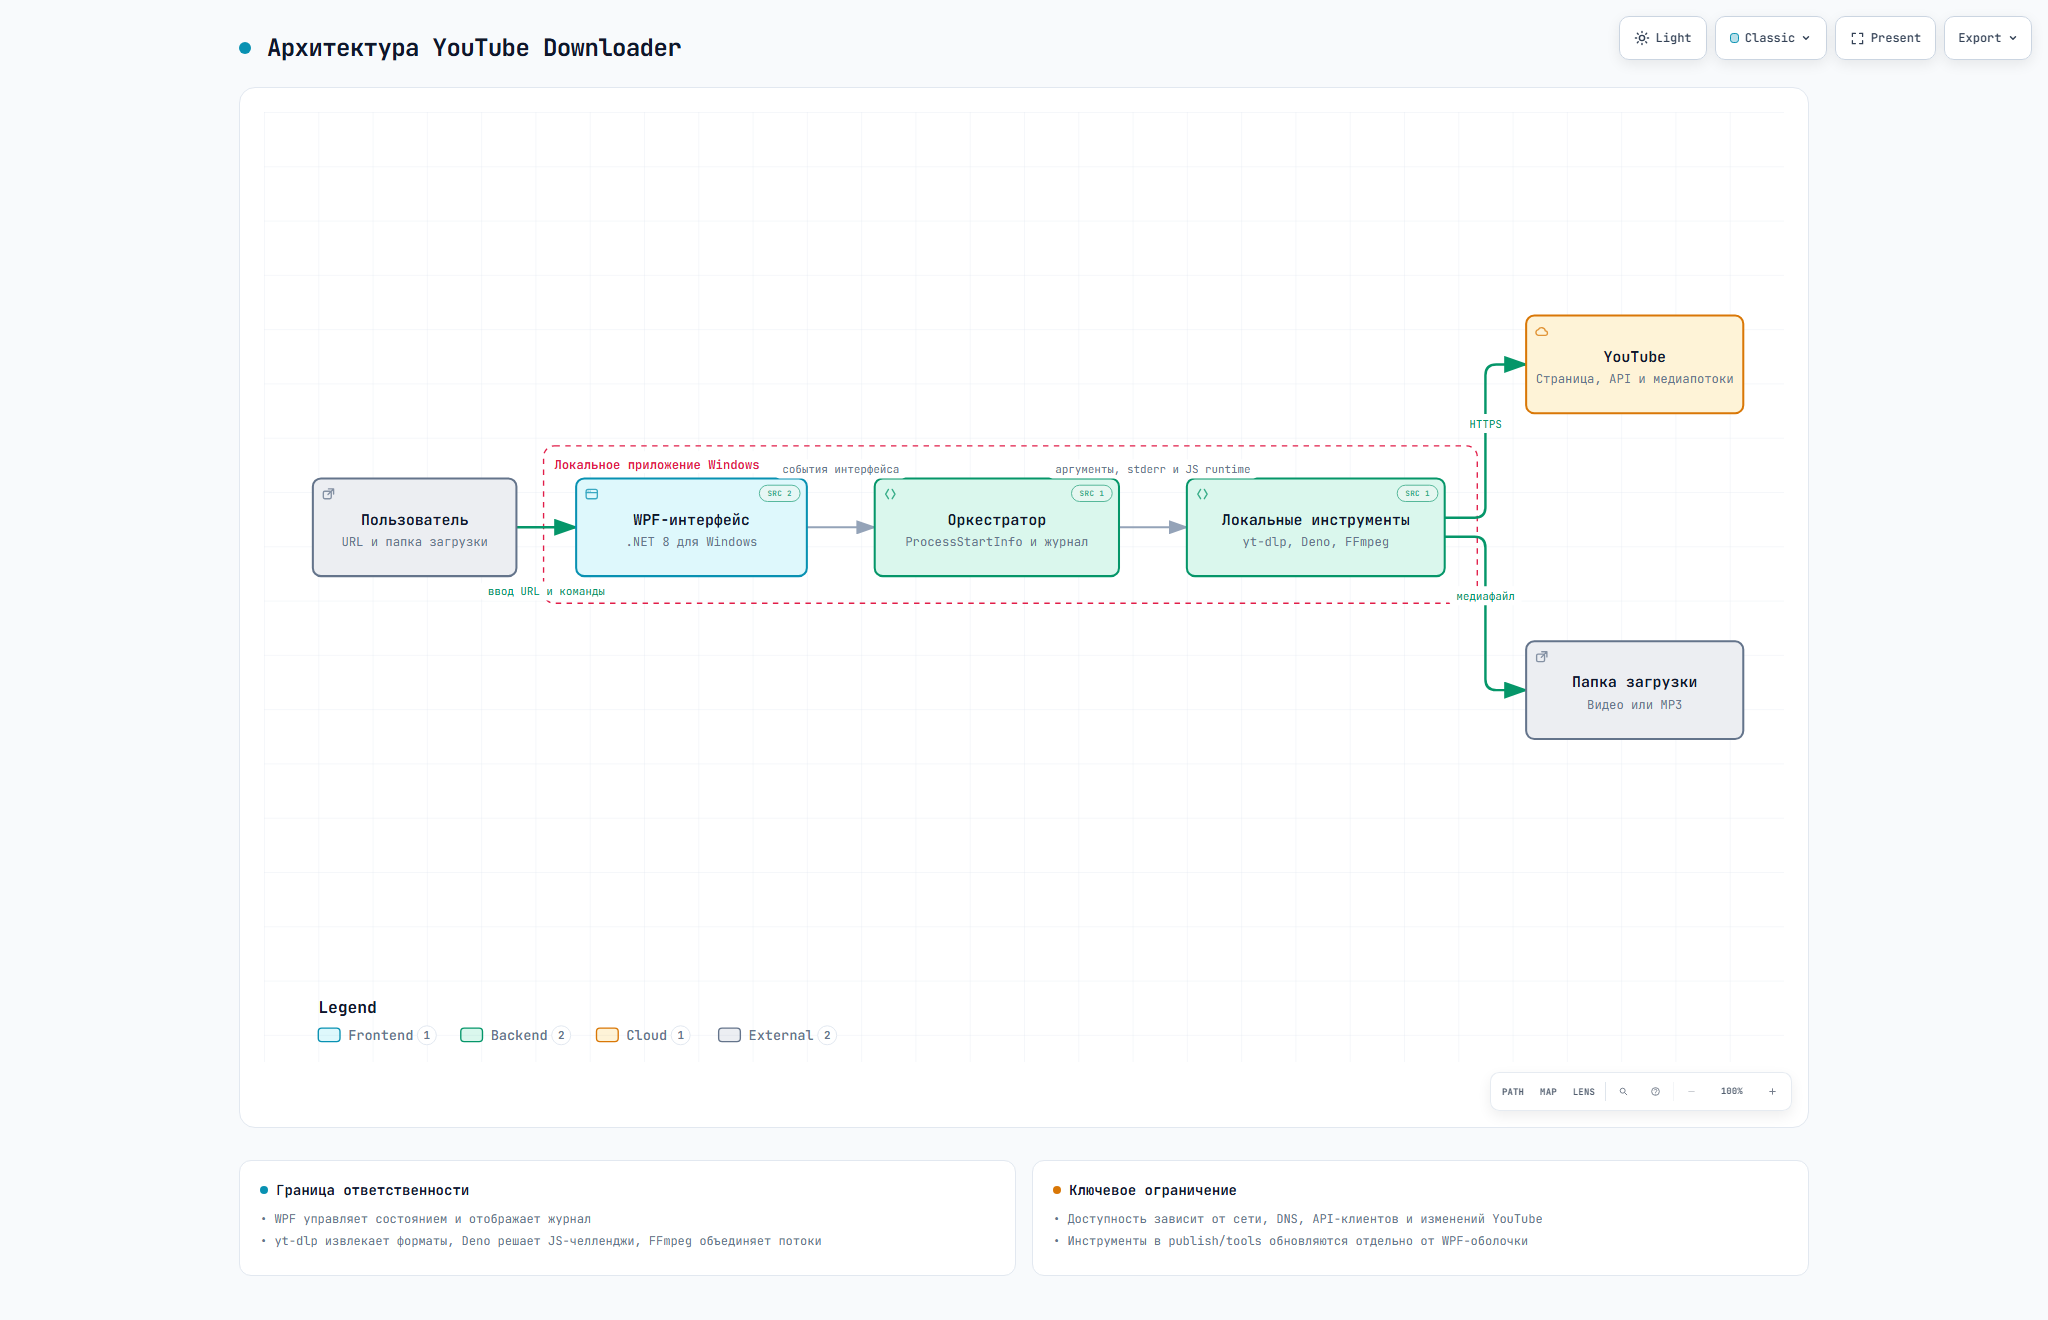 Архитектура YouTube Downloader
Light
Classic
Present
Export
YouTube
Страница, API и медиапотоки
HTTPS
Локальное приложение Windows
события интерфейса
аргументы, stderr и JS runtime
Пользователь
URL и папка загрузки
SRC 2
WPF-интерфейс
.NET 8 для Windows
SRC 1
Оркестратор
ProcessStartInfo и журнал
SRC 1
Локальные инструменты
yt-dlp, Deno, FFmpeg
ввод URL и команды
медиафайл
Папка загрузки
Видео или MP3
Legend
Frontend 1
Backend 2
Cloud 1
External 2
PATH MAP LENS 100%
Граница ответственности
• WPF управляет состоянием и отображает журнал
• yt-dlp извлекает форматы, Deno решает JS-челленджи, FFmpeg объединяет потоки
Ключевое ограничение
• Доступность зависит от сети, DNS, API-клиентов и изменений YouTube
• Инструменты в publish/tools обновляются отдельно от WPF-оболочки